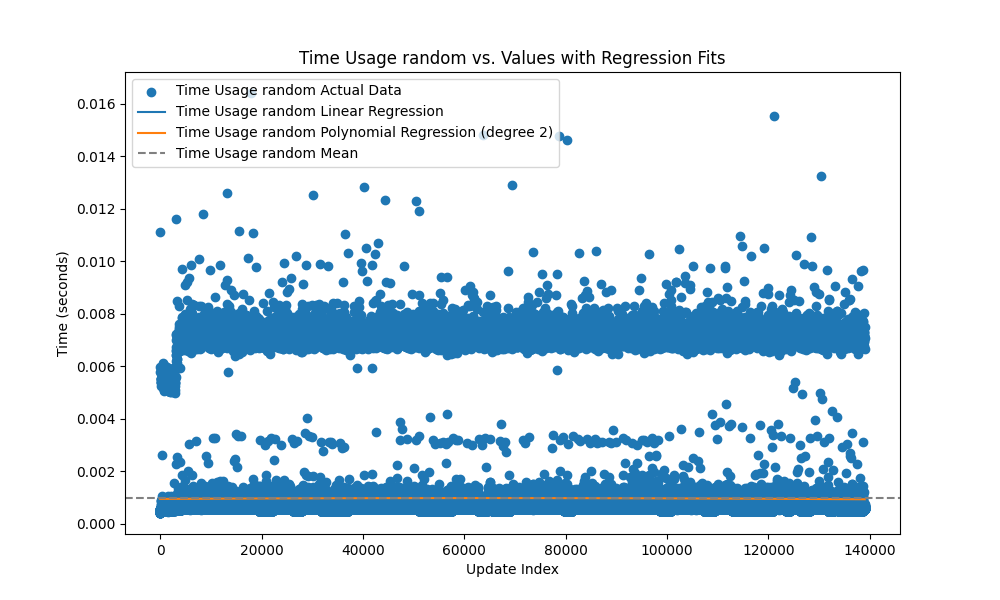 Time Usage random vs. Values with Regression Fits
Time Usage random Actual Data
Time Usage random Linear Regression
Time Usage random Polynomial Regression (degree 2)
Time Usage random Mean
Time (seconds)
0.016
0.014
0.012
0.010
0.008
0.006
0.004
0.002
0.000
0 20000 40000 60000 80000 100000 120000 140000
Update Index